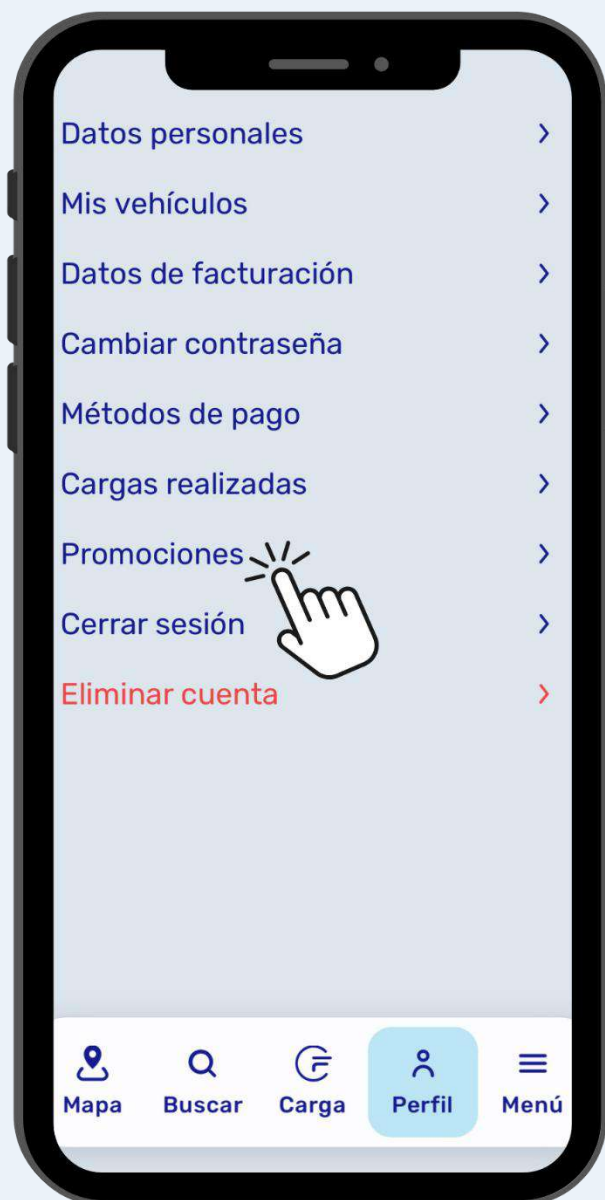 Datos personales
Mis vehículos
Datos de facturación
Cambiar contraseña
Métodos de pago
Cargas realizadas
Promociones
Cerrar sesión
Eliminar cuenta
Mapa Buscar Carga Perfil Menú